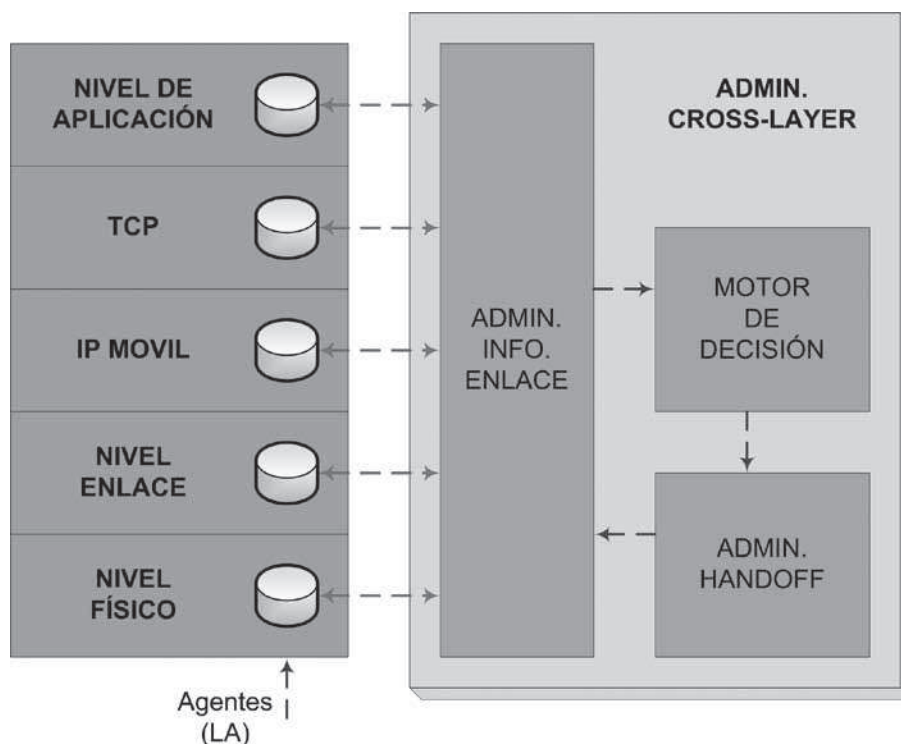 NIVEL DE
APLICACIÓN
TCP
IP MOVIL
NIVEL
ENLACE
NIVEL
FÍSICO
Agentes
(LA)
ADMIN.
CROSS-LAYER
ADMIN.
INFO.
ENLACE
MOTOR
DE
DECISIÓN
ADMIN.
HANDOFF